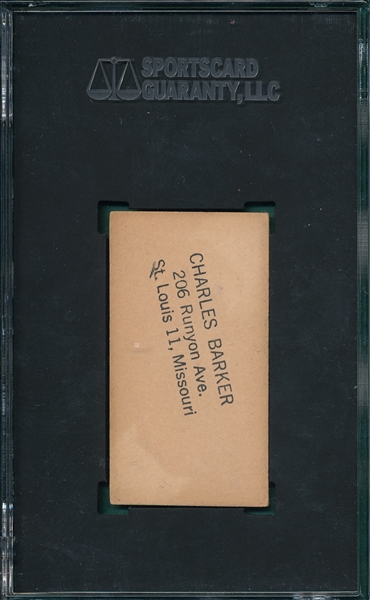 SPORTSCARD
GUARANTY, LLC
CHARLES BARKER
206 Runyon Ave.
St. Louis 11, Missouri